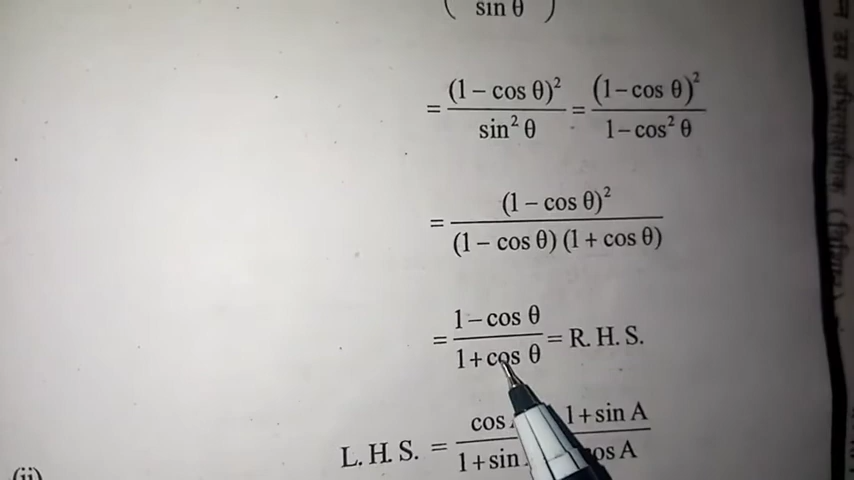 ( sin θ )
= (1 – cos θ)² / sin² θ = (1–cos θ)² / 1–cos² θ
= (1 – cos θ)² / (1 – cos θ) (1 + cos θ)
= 1–cos θ / 1+cos θ = R. H. S.
(ii) L. H. S. = cos / 1+sin 1+sin A / cos A